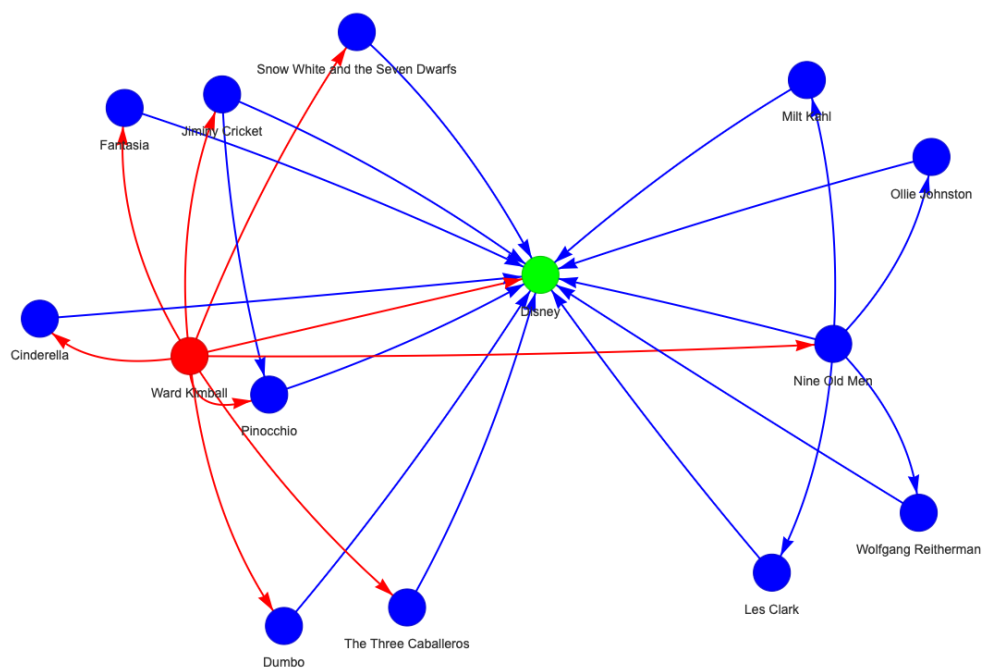 Snow White and the Seven Dwarfs
Milt Kahl
Jiminy Cricket
Fantasia
Ollie Johnston
Disney
Cinderella
Nine Old Men
Ward Kimball
Pinocchio
Wolfgang Reitherman
Les Clark
The Three Caballeros
Dumbo